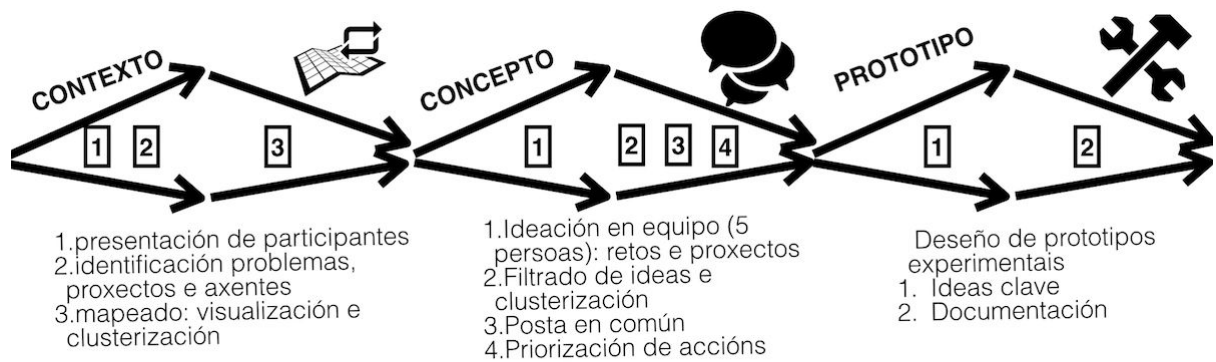 CONTEXTO
1 2 3
1.presentación de participantes
2.identificación problemas,
proxectos e axentes
3.mapeado: visualización e
clusterización
CONCEPTO
1 2 3 4
1.Ideación en equipo (5
persoas): retos e proxectos
2.Filtrado de ideas e
clusterización
3.Posta en común
4.Priorización de accións
PROTOTIPO
1 2
Deseño de prototipos
experimentais
1. Ideas clave
2. Documentación